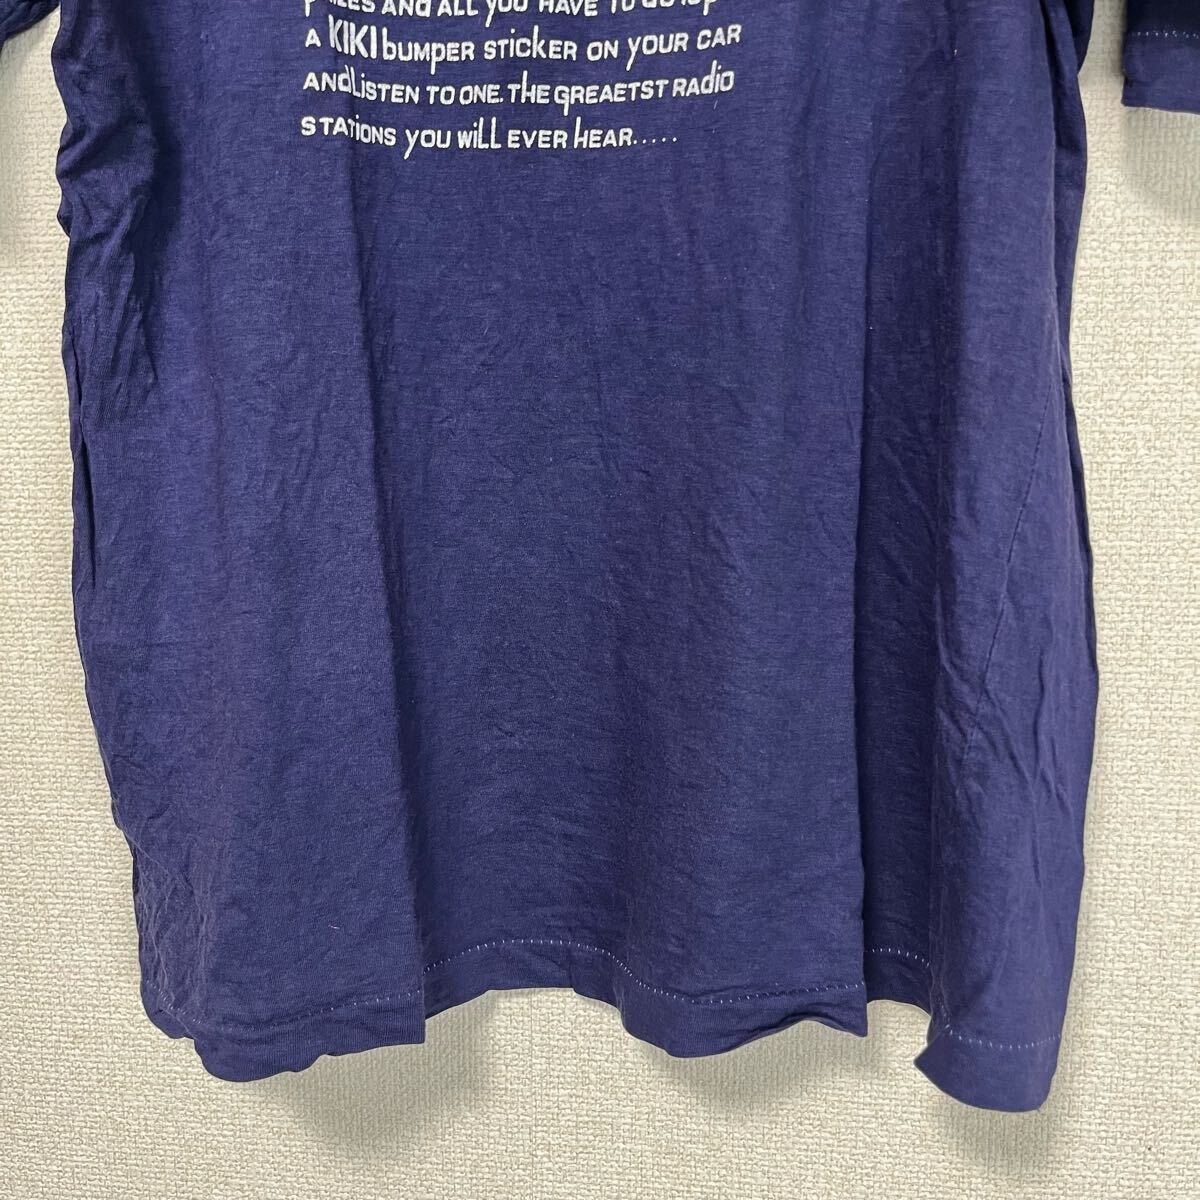 AND ALL YOU HAVE TO DO
A KIKI bUMPER STICKER ON YOUR CAR
ANd LISTEN TO ONE. THE GREAETST RAdio
STATIONS YOU WiLL EVER HEAR.....